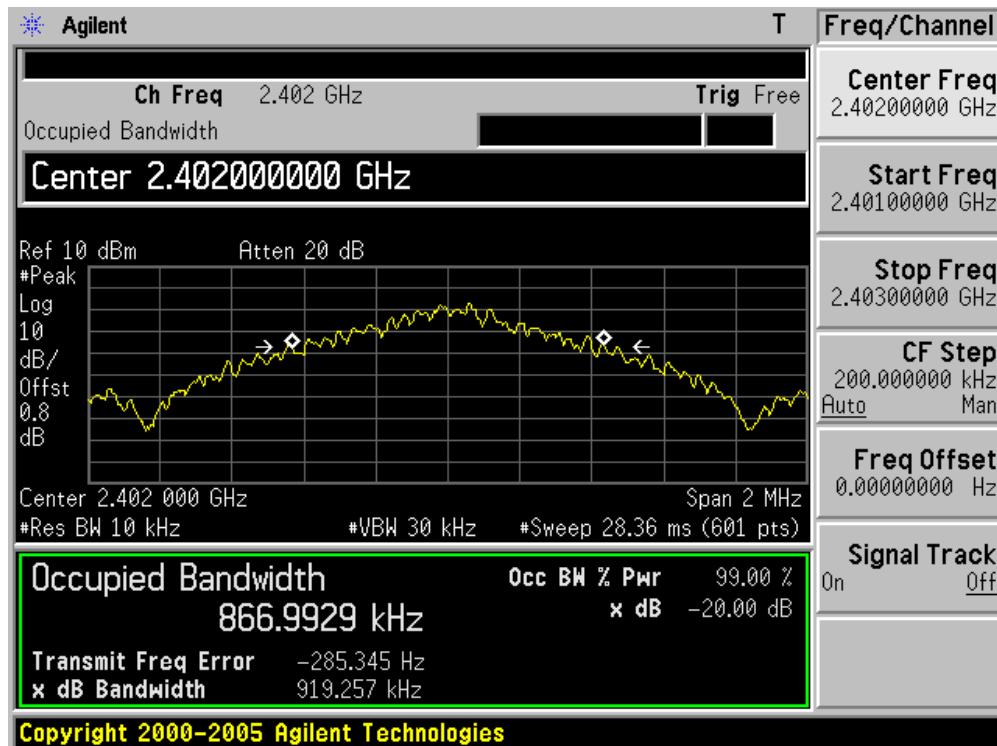 Agilent T Freq/Channel
Ch Freq 2.402 GHz Trig Free
Occupied Bandwidth
Center 2.402000000 GHz
Ref 10 dBm Atten 20 dB
#Peak
Log
10
dB/
Offst
0.8
dB
Center 2.402 000 GHz Span 2 MHz
#Res BW 10 kHz #VBW 30 kHz #Sweep 28.36 ms (601 pts)
Occupied Bandwidth
866.9929 kHz
Occ BW % Pwr 99.00 %
x dB -20.00 dB
Transmit Freq Error -285.345 Hz
x dB Bandwidth 919.257 kHz
Copyright 2000-2005 Agilent Technologies
Center Freq
2.40200000 GHz
Start Freq
2.40100000 GHz
Stop Freq
2.40300000 GHz
CF Step
200.000000 kHz
Auto Man
Freq Offset
0.00000000 Hz
Signal Track
On Off